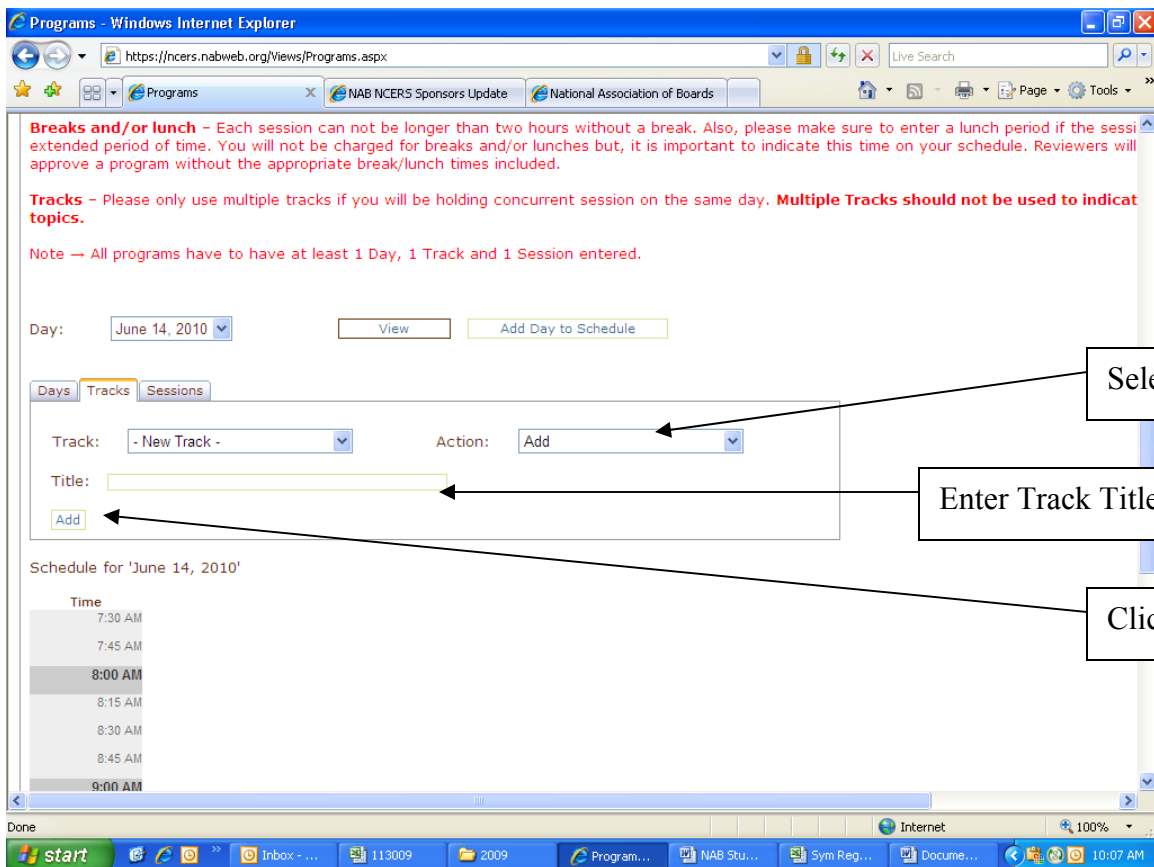 Programs - Windows Internet Explorer
https://ncers.nabweb.org/Views/Programs.aspx
Live Search
Programs
NAB NCERS Sponsors Update
National Association of Boards
Page
Tools
Breaks and/or lunch – Each session can not be longer than two hours without a break. Also, please make sure to enter a lunch period if the sessi
extended period of time. You will not be charged for breaks and/or lunches but, it is important to indicate this time on your schedule. Reviewers will
approve a program without the appropriate break/lunch times included.
Tracks – Please only use multiple tracks if you will be holding concurrent session on the same day. Multiple Tracks should not be used to indicat
topics.
Note → All programs have to have at least 1 Day, 1 Track and 1 Session entered.
Day: June 14, 2010 View Add Day to Schedule
Sele
Days Tracks Sessions
Track: - New Track - Action: Add
Title:
Enter Track Title
Add
Schedule for 'June 14, 2010'
Time
7:30 AM
Clic
7:45 AM
8:00 AM
8:15 AM
8:30 AM
8:45 AM
9:00 AM
Done Internet 100%
start Inbox - ... 113009 2009 Program... NAB Stu... Sym Reg... Docume... 10:07 AM